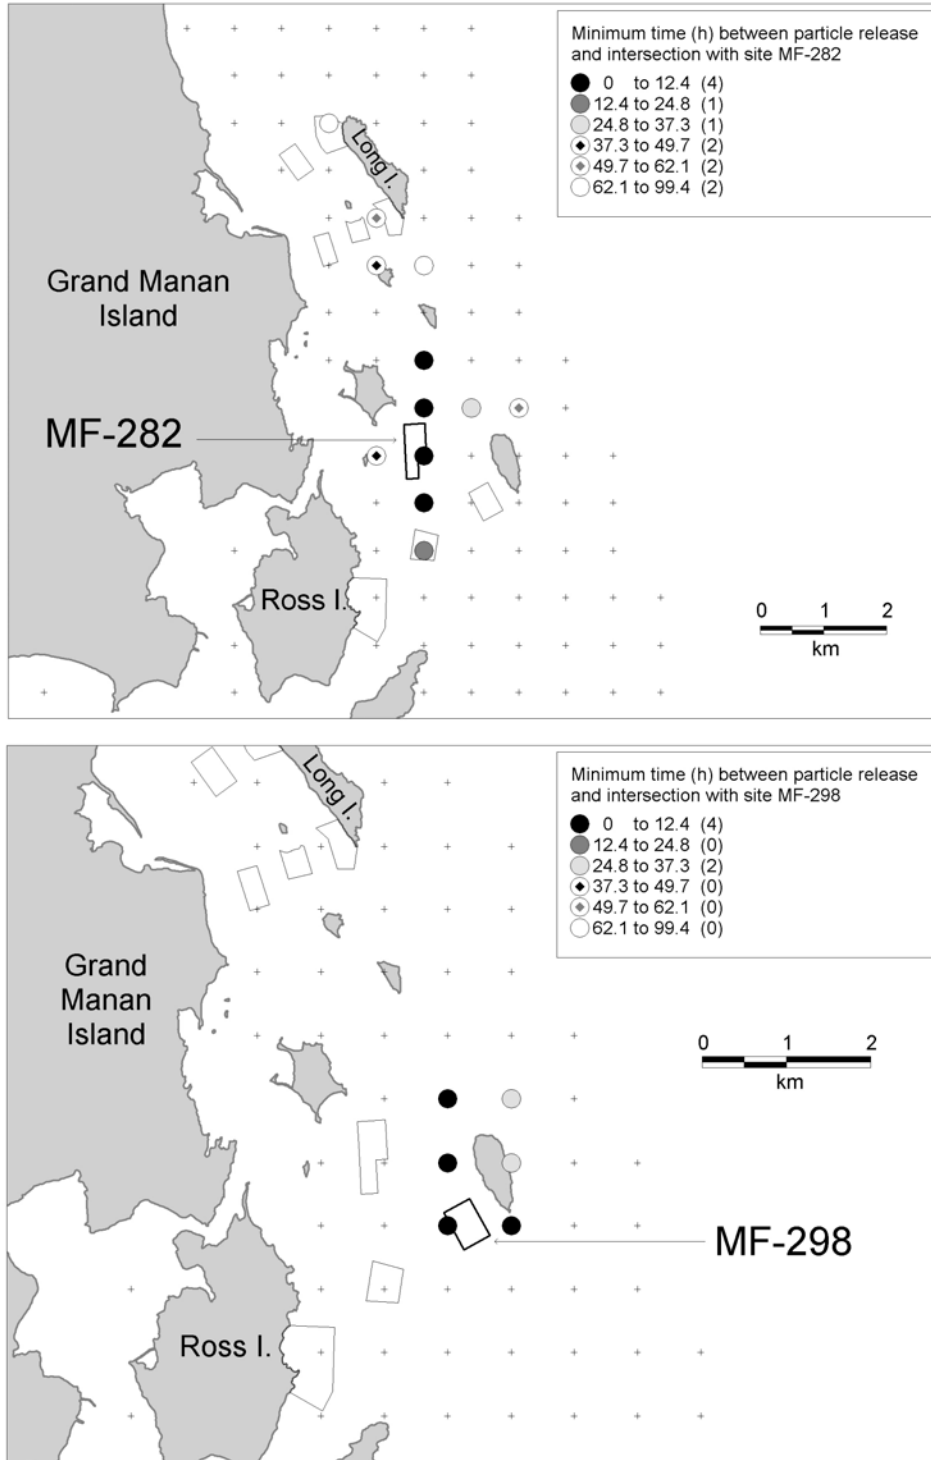 Minimum time (h) between particle release
and intersection with site MF-282
0 to 12.4 (4)
12.4 to 24.8 (1)
24.8 to 37.3 (1)
37.3 to 49.7 (2)
49.7 to 62.1 (2)
62.1 to 99.4 (2)
Long I.
Grand Manan
Island
MF-282
Ross I.
0 1 2
km
Minimum time (h) between particle release
and intersection with site MF-298
0 to 12.4 (4)
12.4 to 24.8 (0)
24.8 to 37.3 (2)
37.3 to 49.7 (0)
49.7 to 62.1 (0)
62.1 to 99.4 (0)
Long I.
Grand
Manan
Island
0 1 2
km
MF-298
Ross I.